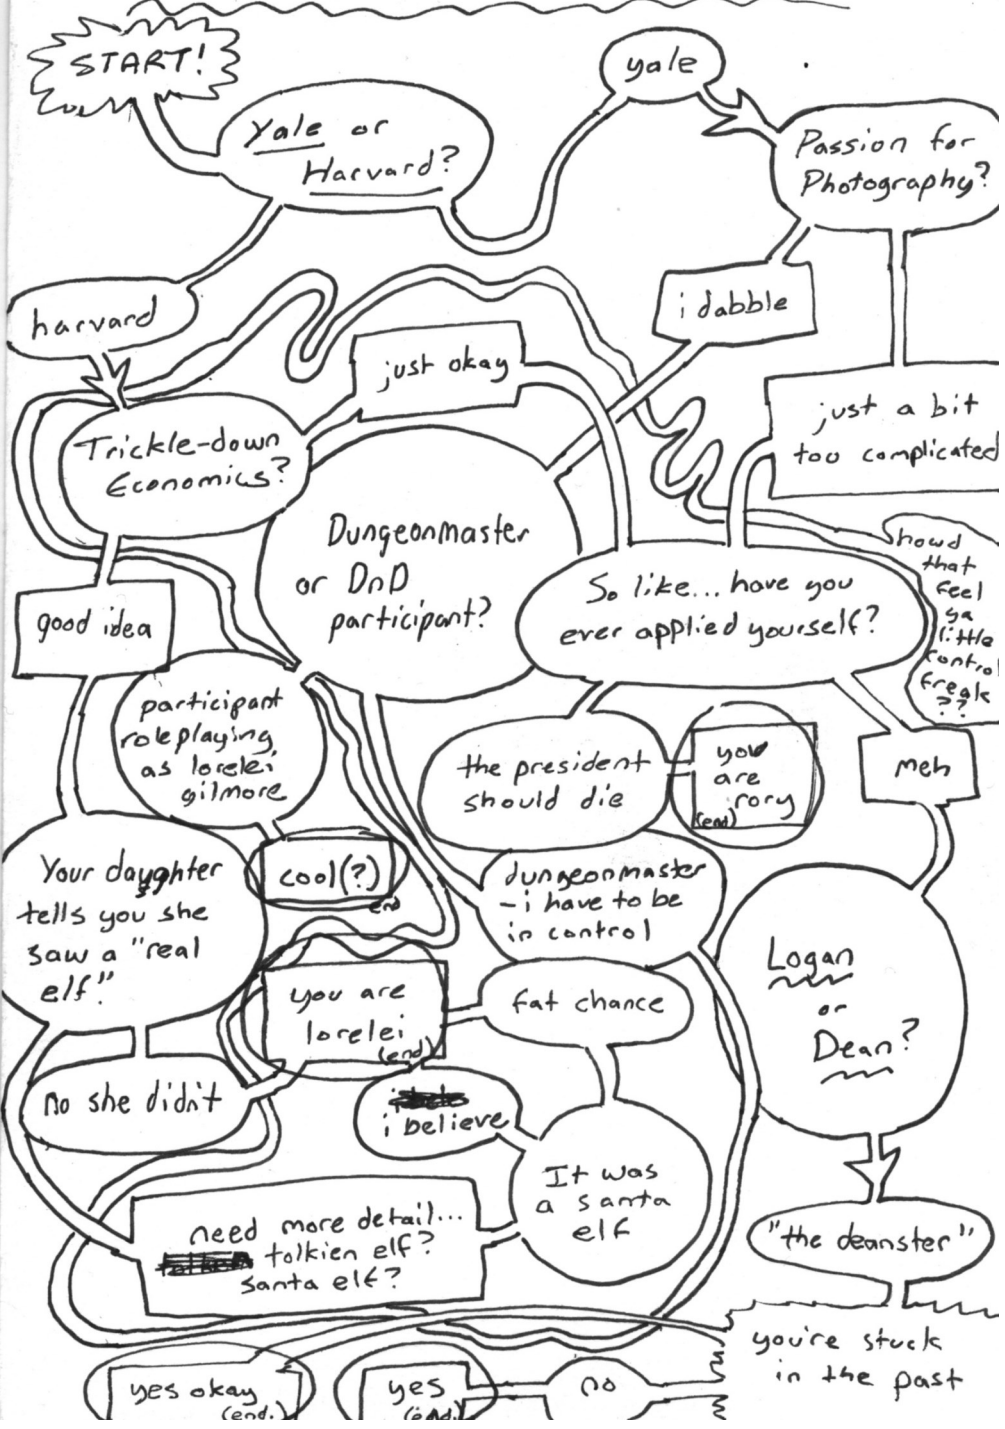 START!
Yale or
Harvard?
yale
Passion for
Photography?
harvard
i dabble
just okay
just a bit
too complicated
Trickle-down
Economics?
Dungeonmaster
or DnD
participant?
So like... have you
ever applied yourself?
howd
that
feel
ya
little
control
freak
??
good idea
participant
roleplaying
as lorelei
gilmore
the president
should die
you
are
rory
(end)
meh
Your daughter
tells you she
saw a "real
elf."
cool(?)
end
dungeonmaster
- i have to be
in control
Logan
or
Dean?
you are
lorelei
(end)
fat chance
No she didn't
i believe
It was
a santa
elf
need more detail...
tolkien elf?
santa elf?
"the deanster"
you're stuck
in the past
yes okay
(end.)
yes
(end.)
no